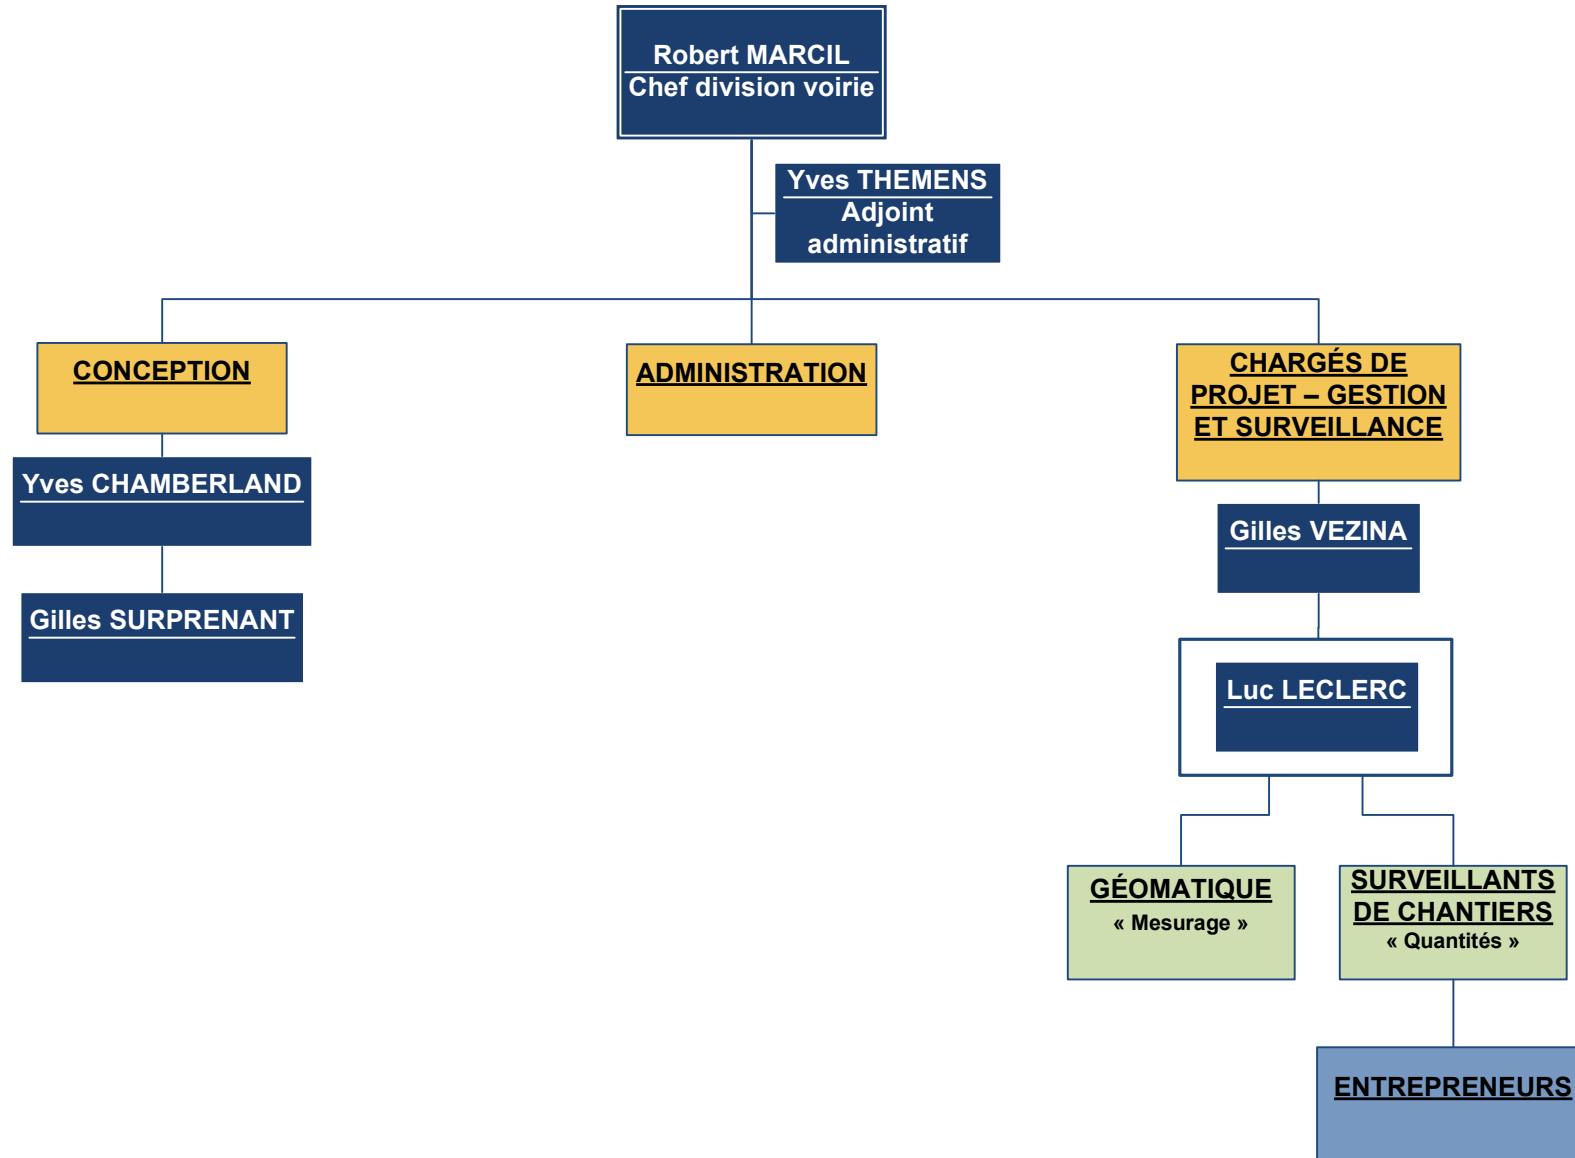 Robert MARCIL
Chef division voirie
Yves THEMENS
Adjoint
administratif
CONCEPTION
ADMINISTRATION
CHARGÉS DE
PROJET – GESTION
ET SURVEILLANCE
Yves CHAMBERLAND
Gilles VEZINA
Gilles SURPRENANT
Luc LECLERC
GÉOMATIQUE
« Mesurage »
SURVEILLANTS
DE CHANTIERS
« Quantités »
ENTREPRENEURS